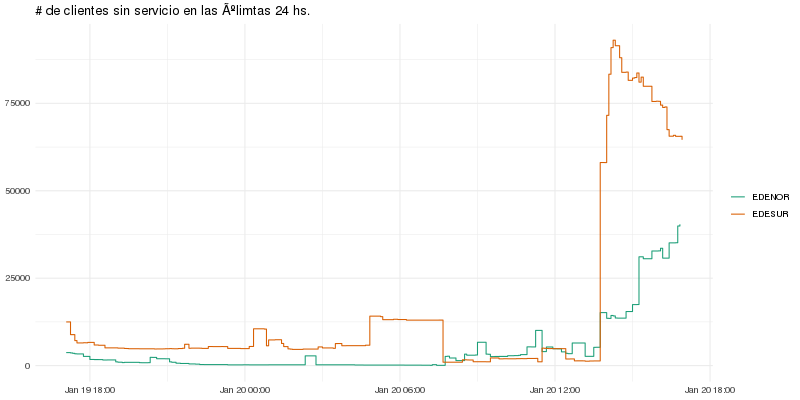 # de clientes sin servicio en las Ãºlimtas 24 hs.
75000
50000
25000
0
Jan 19 18:00
Jan 20 00:00
Jan 20 06:00
Jan 20 12:00
Jan 20 18:00
EDENOR
EDESUR